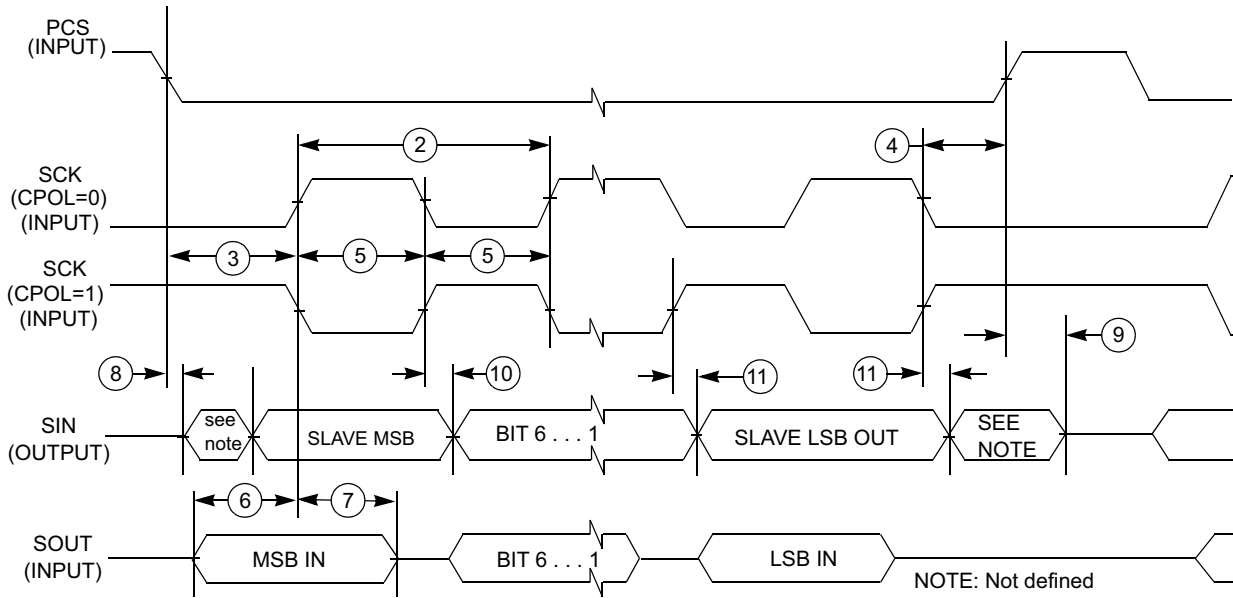 PCS
(INPUT)
2
4
SCK
(CPOL=0)
(INPUT)
3
5
5
SCK
(CPOL=1)
(INPUT)
9
8
10
11
11
SIN
(OUTPUT)
see
note
SLAVE MSB
BIT 6 . . . 1
SLAVE LSB OUT
SEE
NOTE
6
7
SOUT
(INPUT)
MSB IN
BIT 6 . . . 1
LSB IN
NOTE: Not defined